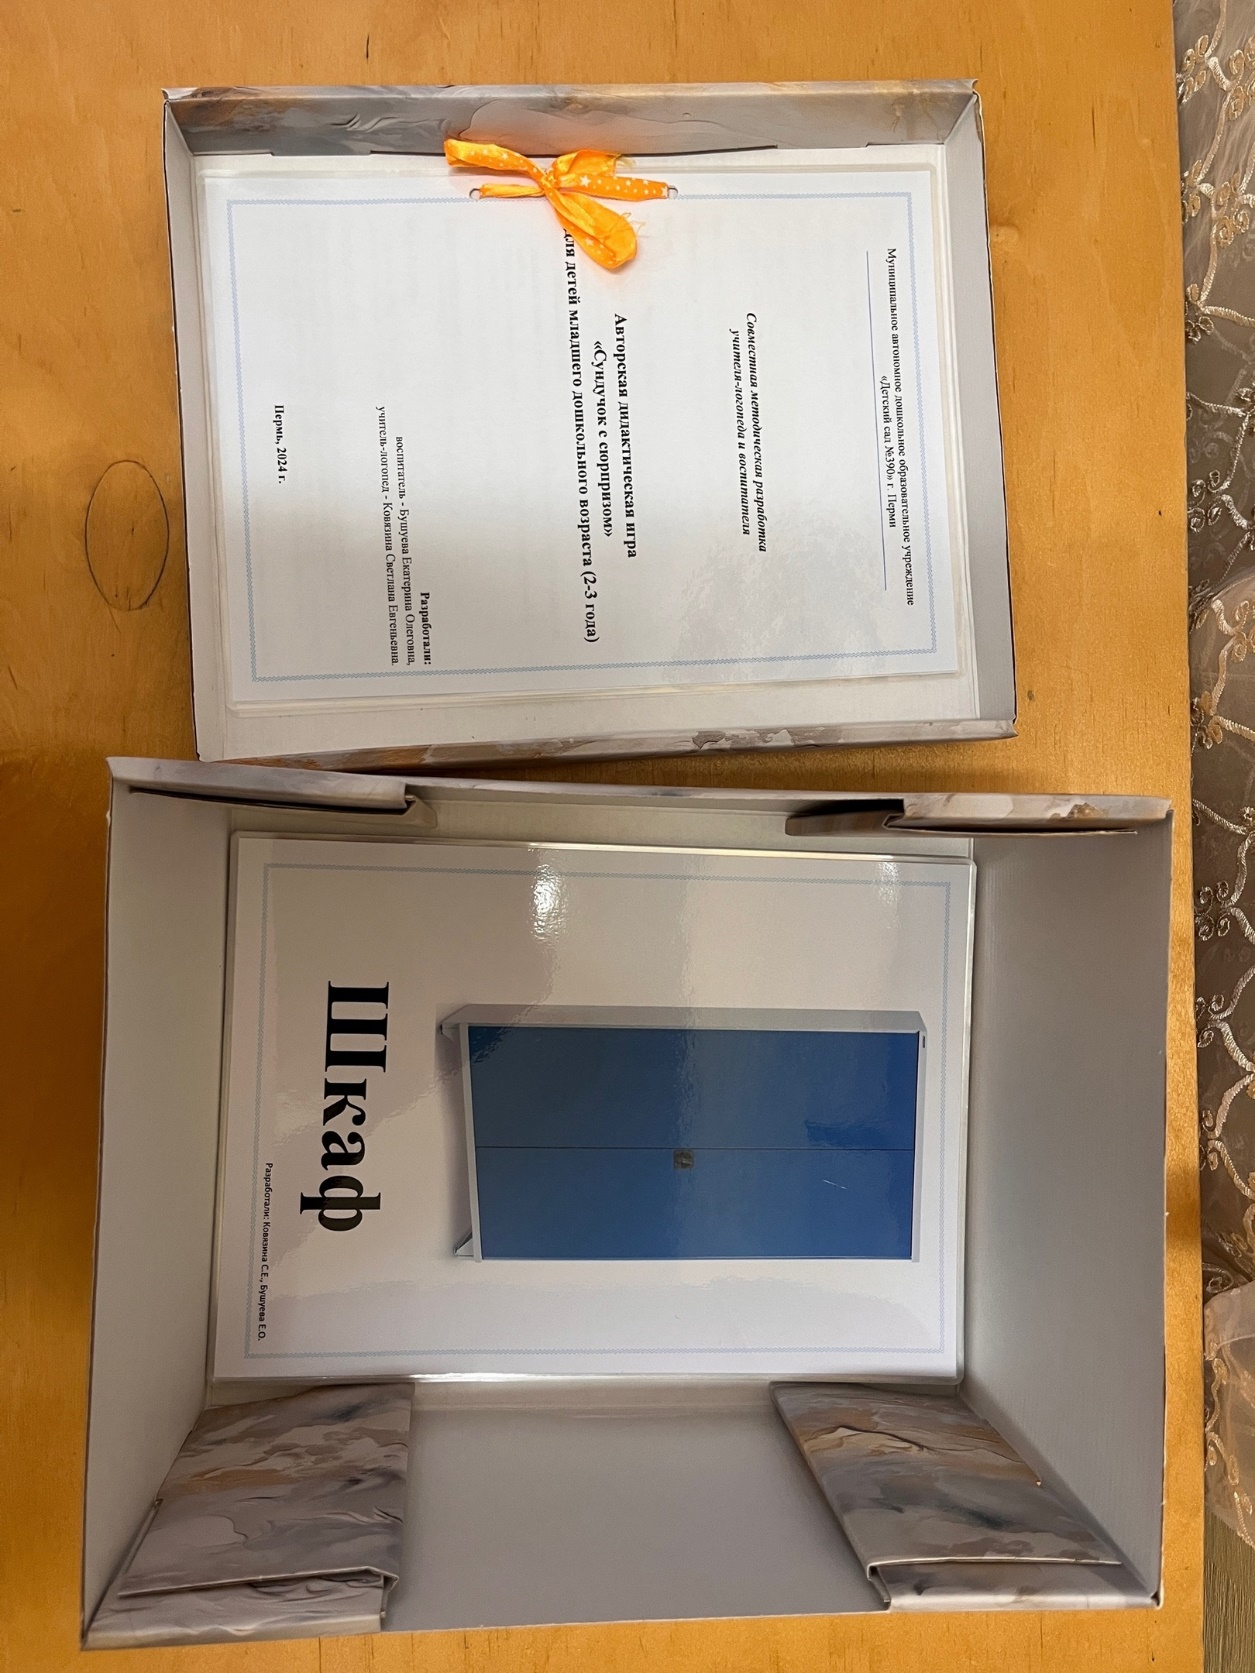 Муниципальное автономное дошкольное образовательное учреждение
«Детский сад №390» г. Перми
Совместная методическая разработка
учителя-логопеда и воспитателя
Авторская дидактическая игра
«Сундучок с сюрпризом»
для детей младшего дошкольного возраста (2-3 года)
Разработали:
воспитатель - Бушуева Екатерина Олеговна,
учитель-логопед - Ковязина Светлана Евгеньевна.
Пермь, 2024 г.
Шкаф
Разработали: Ковязина С.Е., Бушуева Е.О.